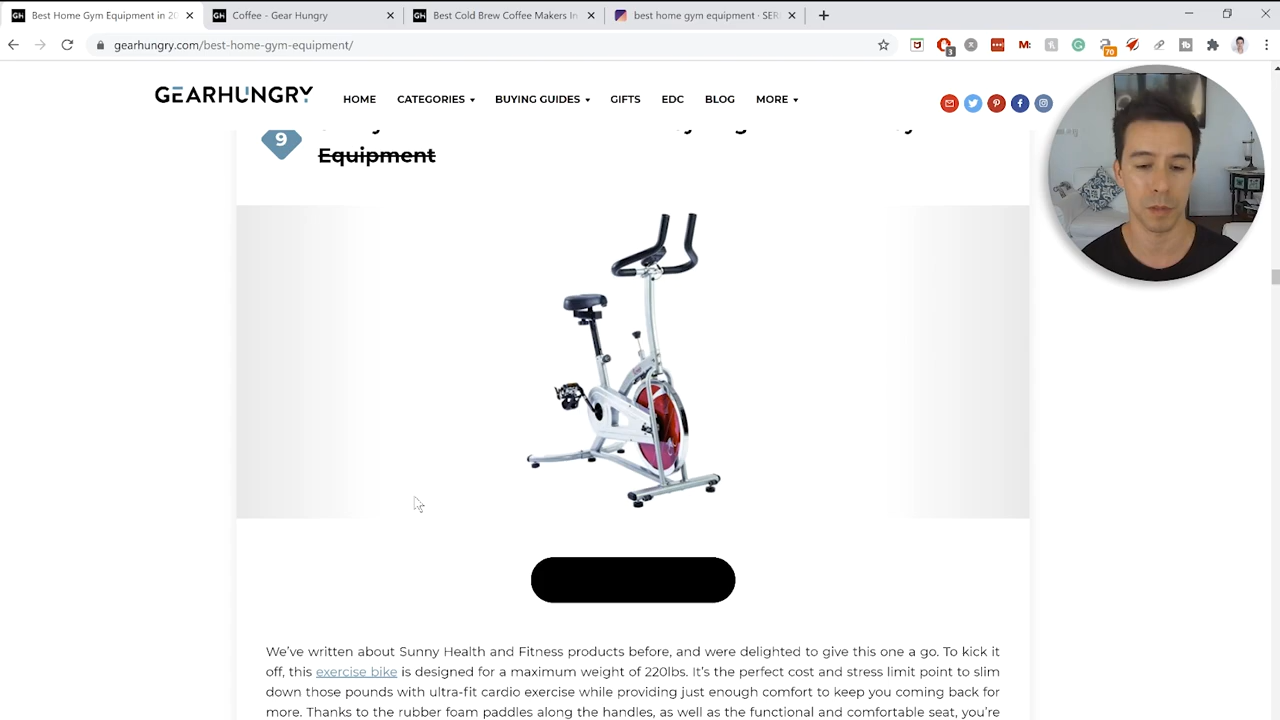 Best Home Gym Equipment in 20
Coffee - Gear Hungry
Best Cold Brew Coffee Makers In
best home gym equipment · SER
gearhungry.com/best-home-gym-equipment/
3
70
GEARHUNGRY
HOME
CATEGORIES
BUYING GUIDES
GIFTS
EDC
BLOG
MORE
9
Equipment
We've written about Sunny Health and Fitness products before, and were delighted to give this one a go. To kick it
off, this exercise bike is designed for a maximum weight of 220lbs. It's the perfect cost and stress limit point to slim
down those pounds with ultra-fit cardio exercise while providing just enough comfort to keep you coming back for
more. Thanks to the rubber foam paddles along the handles, as well as the functional and comfortable seat, you're